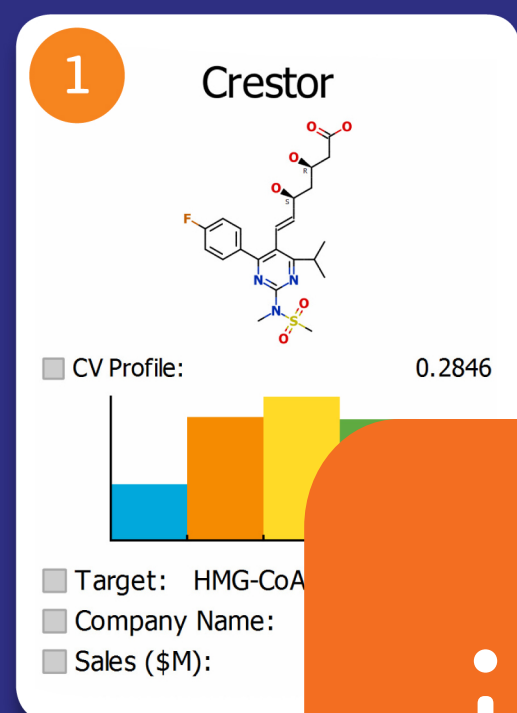 1
Crestor
O
O
O
R
O
S
F
N
N
N
O
S
O
CV Profile: 0.2846
Target: HMG-CoA
Company Name:
Sales ($M):